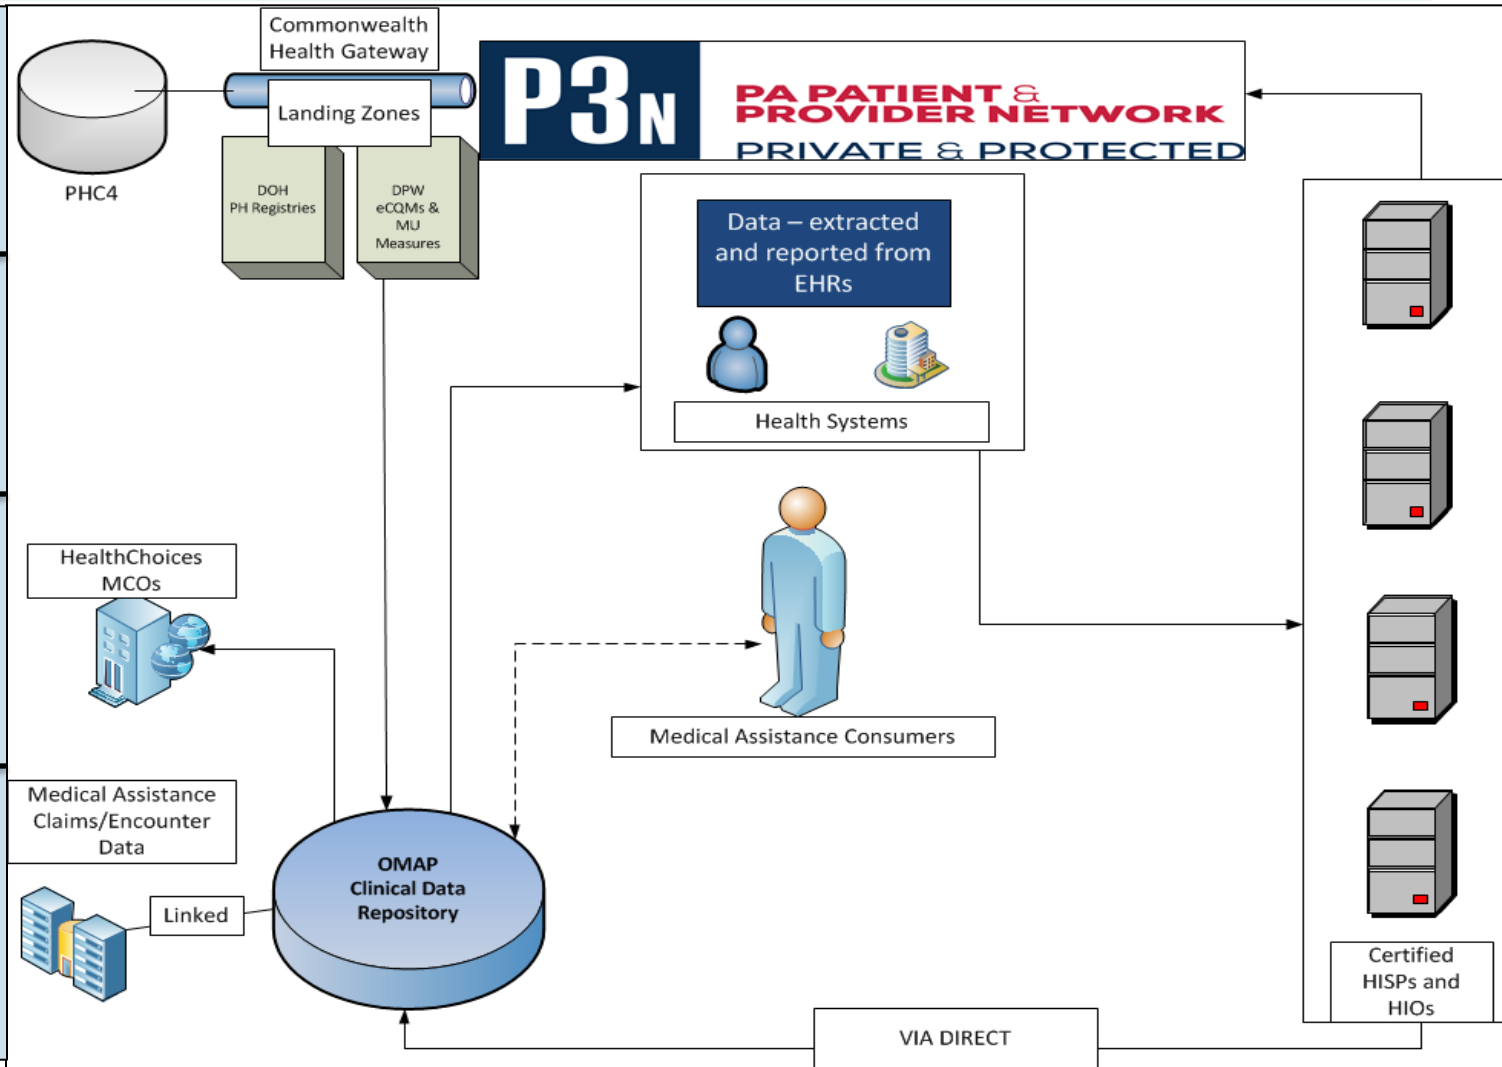 Commonwealth
Health Gateway
Landing Zones
P3N
PA PATIENT &
PROVIDER NETWORK
PRIVATE & PROTECTED
PHC4
DOH
PH Registries
DPW
eCQMs &
MU
Measures
Data – extracted
and reported from
EHRs
Health Systems
HealthChoices
MCOs
Medical Assistance Consumers
Medical Assistance
Claims/Encounter
Data
Linked
OMAP
Clinical Data
Repository
Certified
HISPs and
HIOs
VIA DIRECT